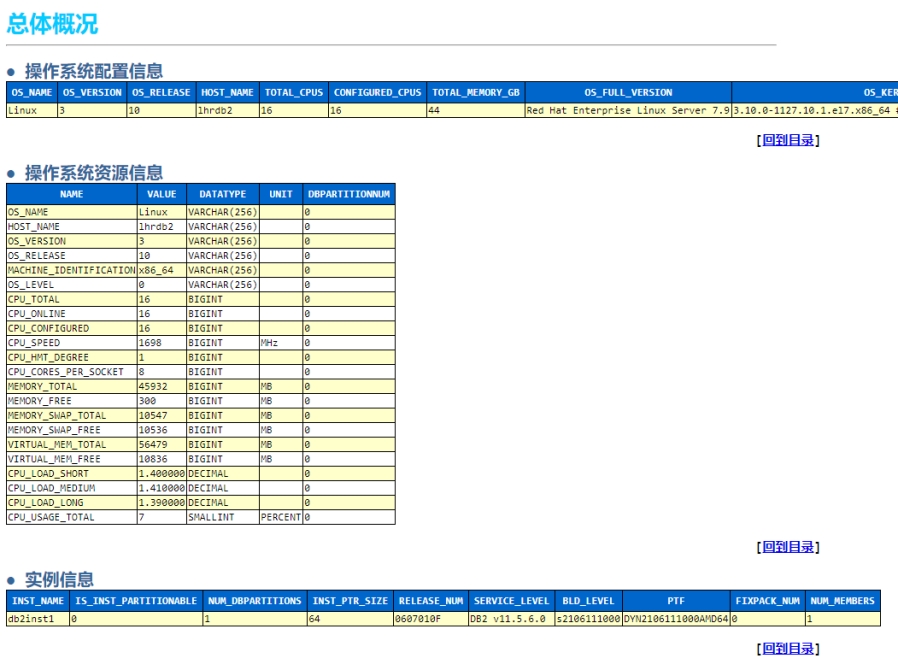 总体概况
● 操作系统配置信息
OS_NAME OS_VERSION OS_RELEASE HOST_NAME TOTAL_CPUS CONFIGURED_CPUS TOTAL_MEMORY_GB OS_FULL_VERSION OS_KER
Linux 3 10 lhrdb2 16 16 44 Red Hat Enterprise Linux Server 7.9 3.10.0-1127.10.1.el7.x86_64 #
[回到目录]
● 操作系统资源信息
NAME VALUE DATATYPE UNIT DBPARTITIONNUM
OS_NAME Linux VARCHAR(256) 0
HOST_NAME lhrdb2 VARCHAR(256) 0
OS_VERSION 3 VARCHAR(256) 0
OS_RELEASE 10 VARCHAR(256) 0
MACHINE_IDENTIFICATION x86_64 VARCHAR(256) 0
OS_LEVEL 0 VARCHAR(256) 0
CPU_TOTAL 16 BIGINT 0
CPU_ONLINE 16 BIGINT 0
CPU_CONFIGURED 16 BIGINT 0
CPU_SPEED 1698 BIGINT MHz 0
CPU_HMT_DEGREE 1 BIGINT 0
CPU_CORES_PER_SOCKET 8 BIGINT 0
MEMORY_TOTAL 45932 BIGINT MB 0
MEMORY_FREE 300 BIGINT MB 0
MEMORY_SWAP_TOTAL 10547 BIGINT MB 0
MEMORY_SWAP_FREE 10536 BIGINT MB 0
VIRTUAL_MEM_TOTAL 56479 BIGINT MB 0
VIRTUAL_MEM_FREE 10836 BIGINT MB 0
CPU_LOAD_SHORT 1.400000 DECIMAL 0
CPU_LOAD_MEDIUM 1.410000 DECIMAL 0
CPU_LOAD_LONG 1.390000 DECIMAL 0
CPU_USAGE_TOTAL 7 SMALLINT PERCENT 0
[回到目录]
● 实例信息
INST_NAME IS_INST_PARTITIONABLE NUM_DBPARTITIONS INST_PTR_SIZE RELEASE_NUM SERVICE_LEVEL BLD_LEVEL PTF FIXPACK_NUM NUM_MEMBERS
db2inst1 0 1 64 0607010F DB2 v11.5.6.0 s2106111000 DYN2106111000AMD64 0 1
[回到目录]